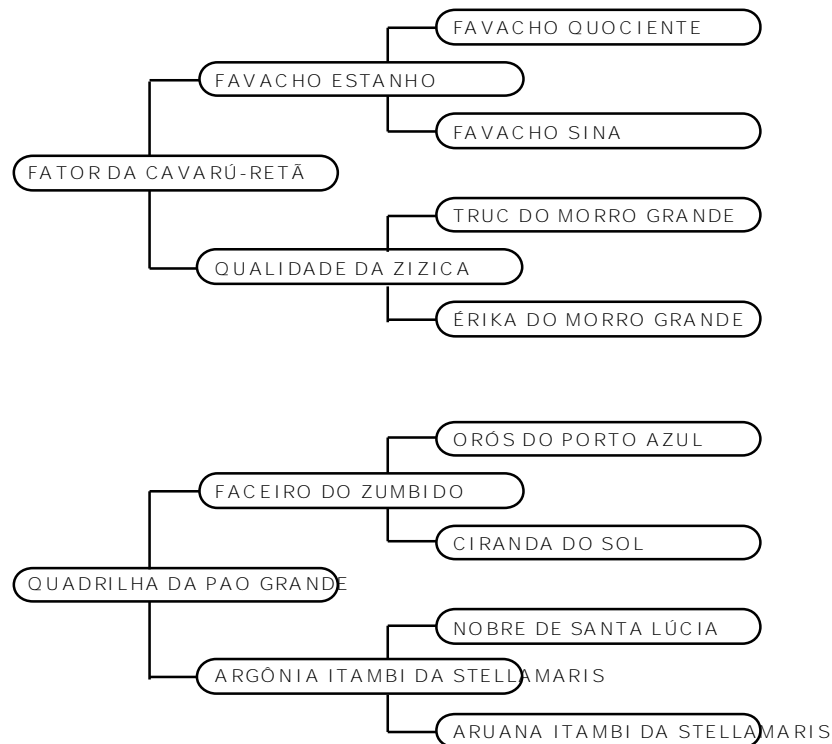 FAVACHO QUOCIENTE
FAVACHO ESTANHO
FAVACHO SINA
FATOR DA CAVARÚ-RETÃ
TRUC DO MORRO GRANDE
QUALIDADE DA ZIZICA
ÉRIKA DO MORRO GRANDE
ORÓS DO PORTO AZUL
FACEIRO DO ZUMBIDO
CIRANDA DO SOL
QUADRILHA DA PAO GRANDE
NOBRE DE SANTA LÚCIA
ARGÔNIA ITAMBI DA STELLAMARIS
ARUANA ITAMBI DA STELLAMARIS